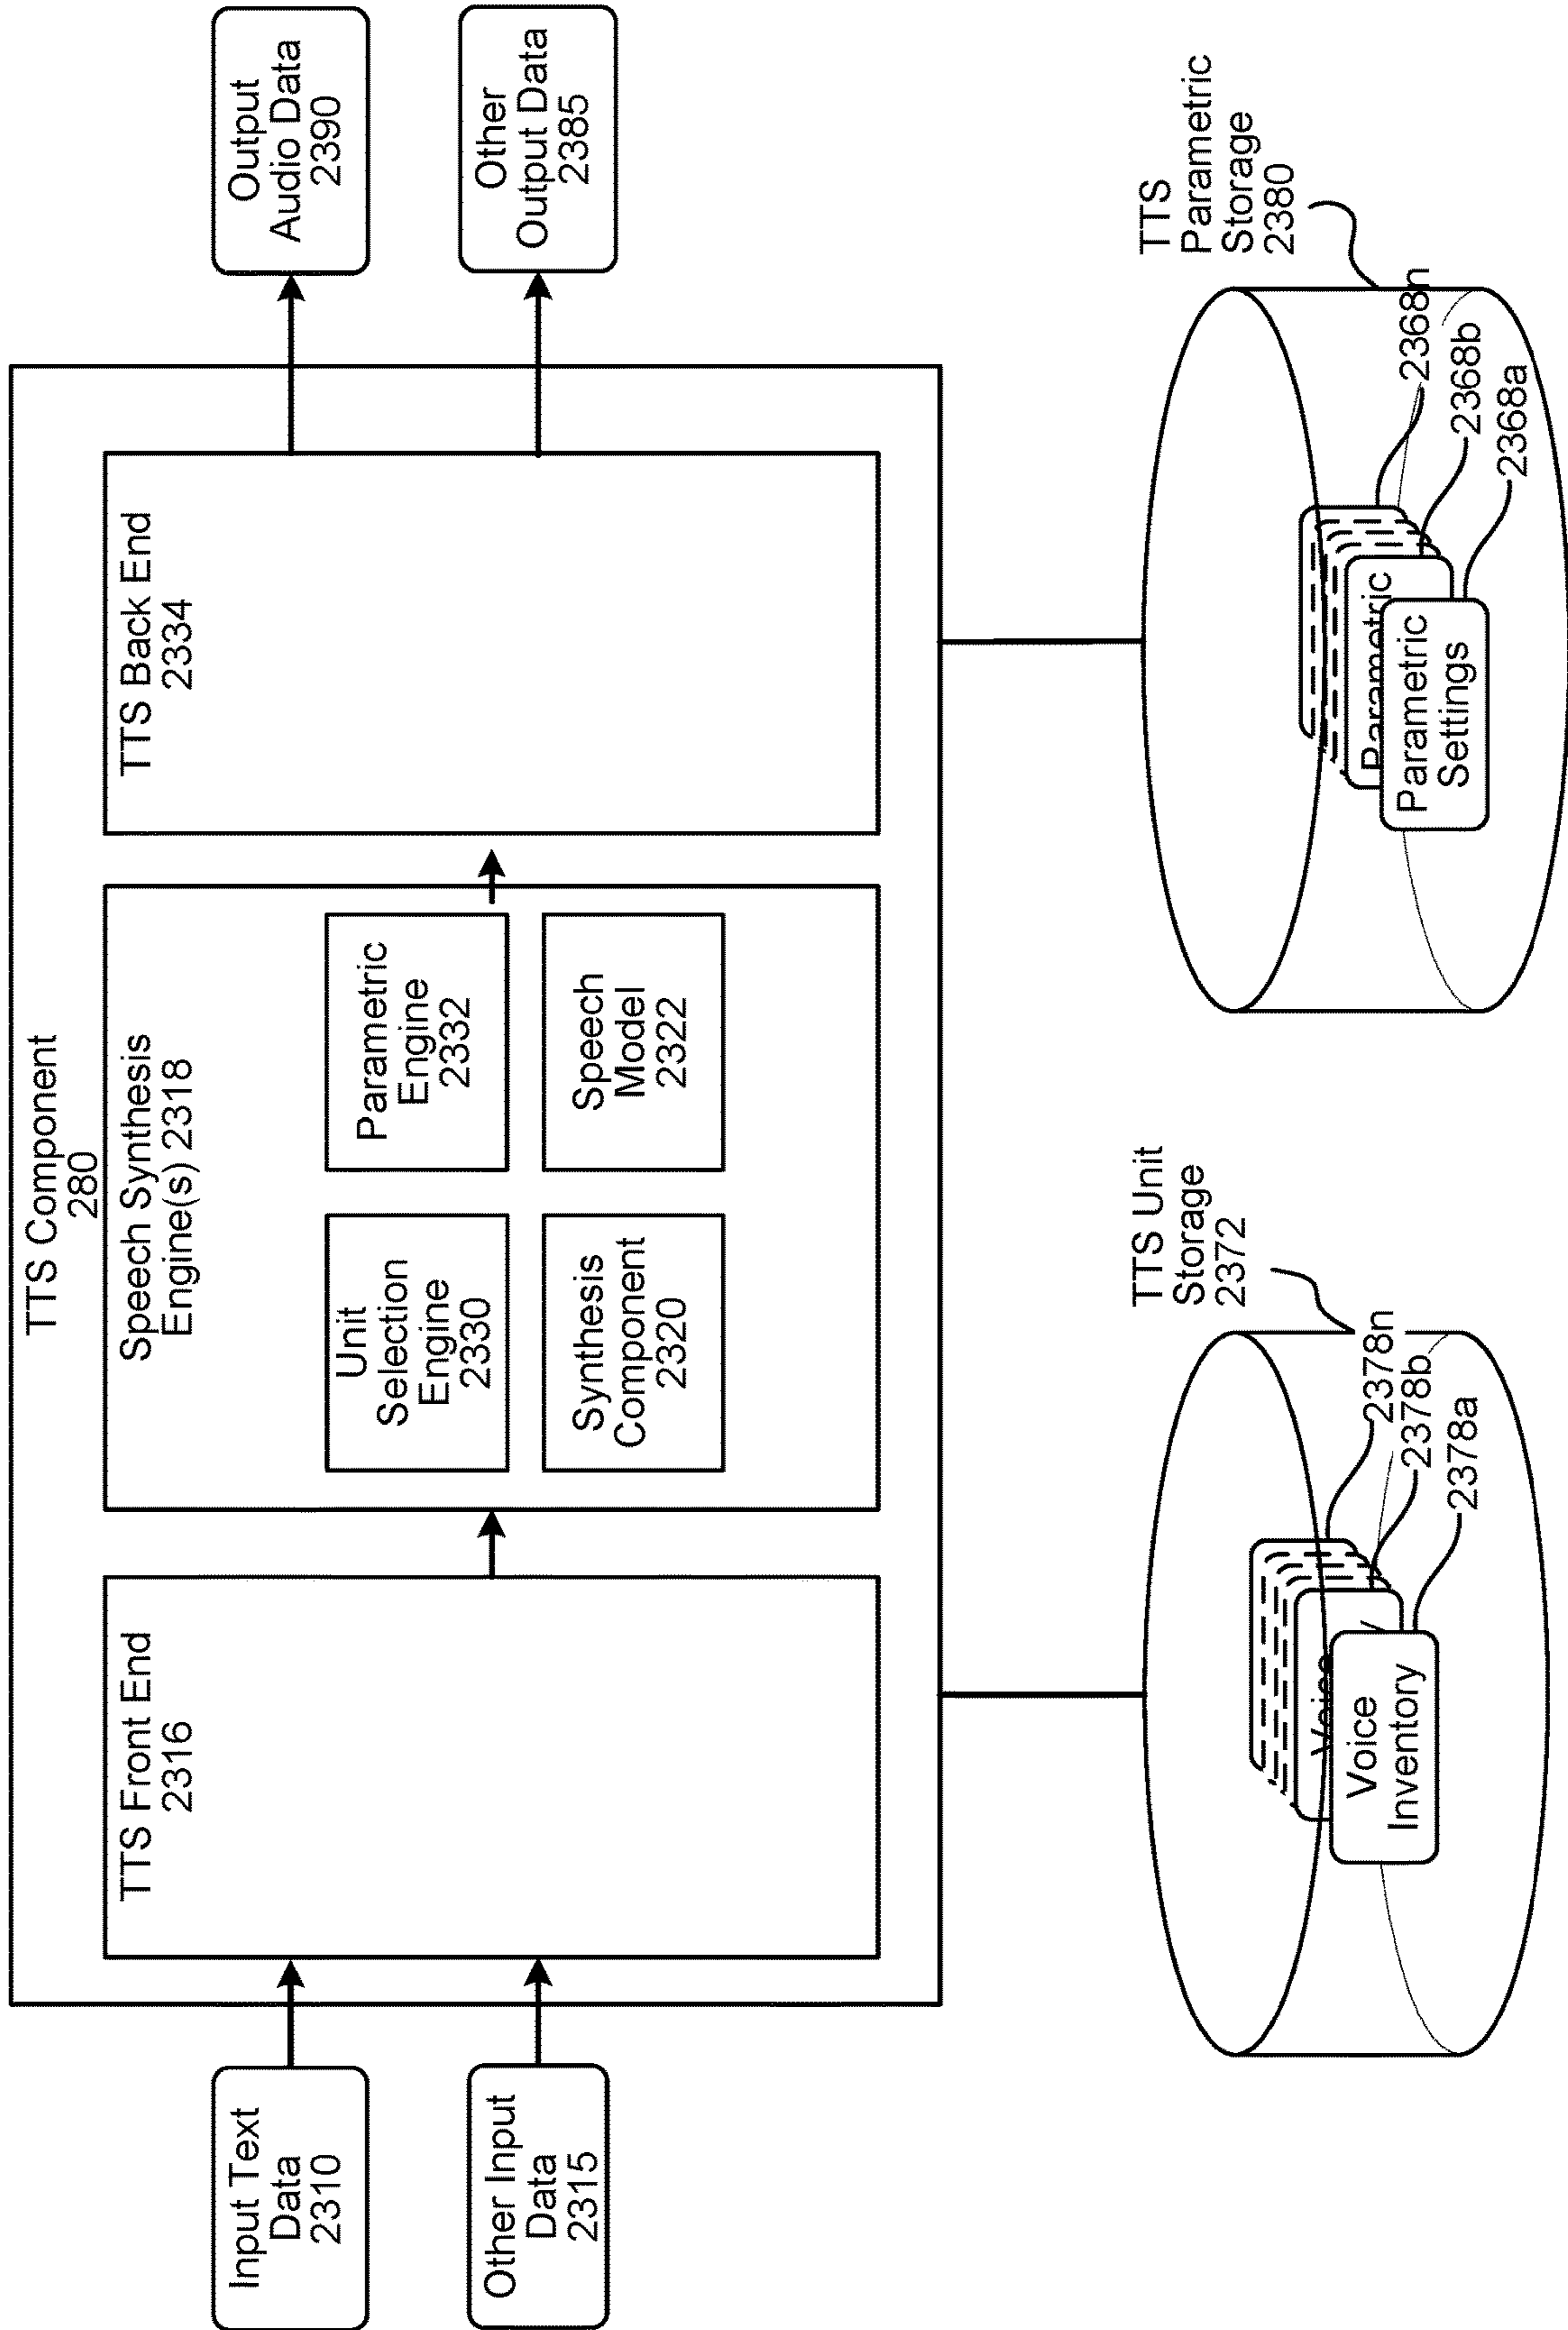 TTS Component
280
Input Text
Data
2310
Other Input
Data
2315
TTS Front End
2316
Speech Synthesis
Engine(s) 2318
Unit
Selection
Engine
2330
Parametric
Engine
2332
Synthesis
Component
2320
Speech
Model
2322
TTS Back End
2334
Output
Audio Data
2390
Other
Output Data
2385
TTS Unit
Storage
2372
2378n
2378b
2378a
Voice
Voice
Inventory
TTS
Parametric
Storage
2380
2368n
2368b
2368a
Parametric
Parametric
Settings